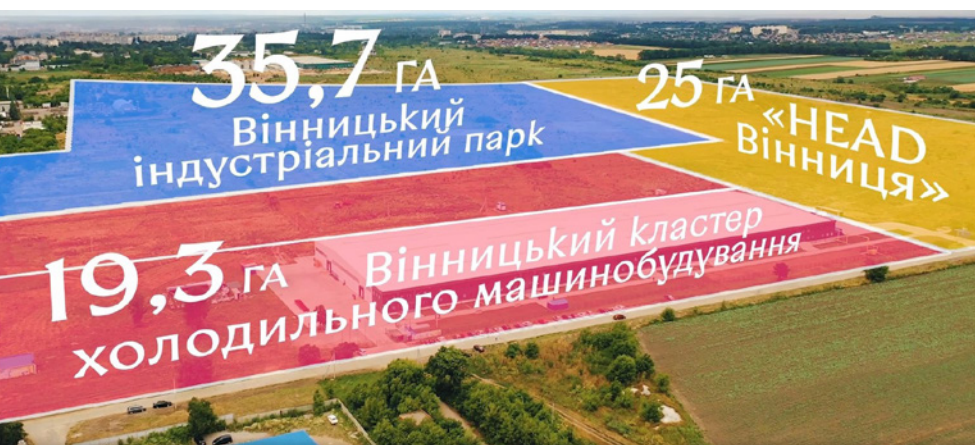 35,7 ГА
Вінницький
індустріальний парк
25 ГА
«HEAD
Вінниця»
19,3 ГА
Вінницький кластер
холодильного машинобудування